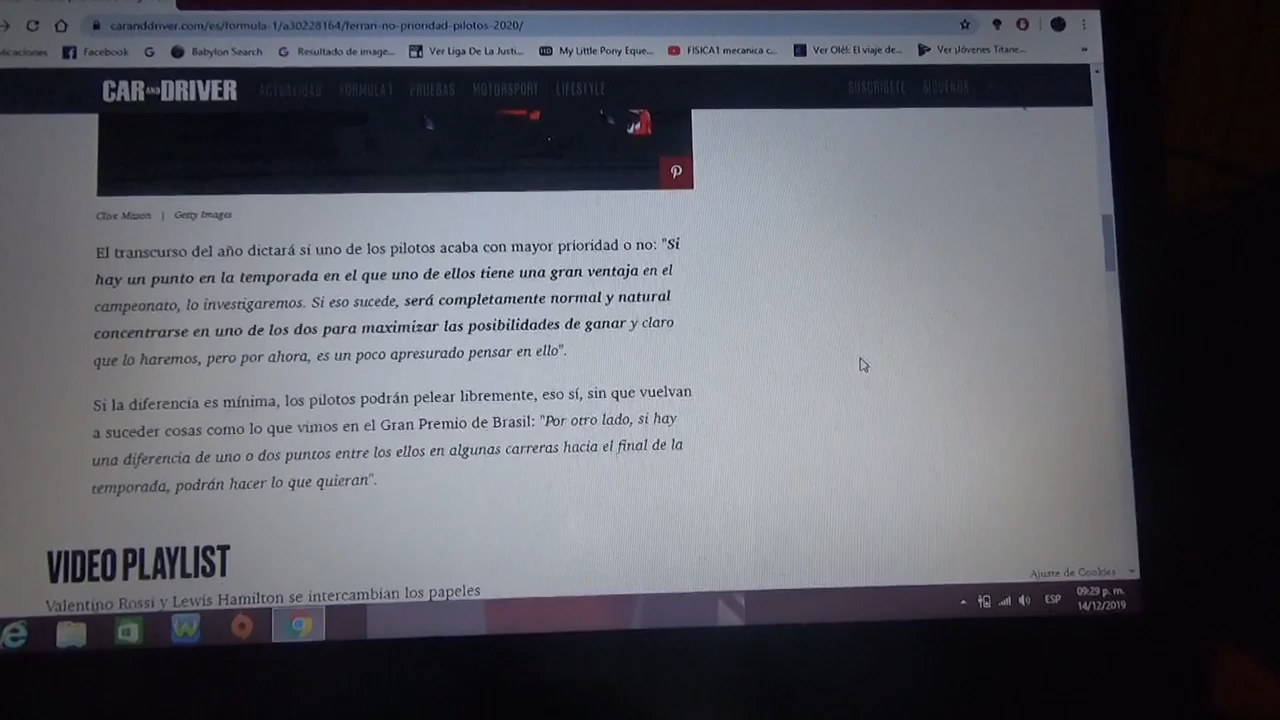 caranddriver.com/es/formula-1/a30228164/ferrari-no-prioridad-pilotos-2020/
Facebook Babylon Search Resultado de image... Ver Liga De La Justi... HD My Little Pony Eque... FISICA1 mecanica c... Ver Olé!: El viaje de... Ver Jóvenes Titane... »
CAR AND DRIVER ACTUALIDAD FÓRMULA 1 PRUEBAS MOTORSPORT LIFESTYLE SUSCRÍBETE SÍGUENOS
Clive Mason | Getty Images
El transcurso del año dictará si uno de los pilotos acaba con mayor prioridad o no: "Si
hay un punto en la temporada en el que uno de ellos tiene una gran ventaja en el
campeonato, lo investigaremos. Si eso sucede, será completamente normal y natural
concentrarse en uno de los dos para maximizar las posibilidades de ganar y claro
que lo haremos, pero por ahora, es un poco apresurado pensar en ello".
Si la diferencia es mínima, los pilotos podrán pelear libremente, eso sí, sin que vuelvan
a suceder cosas como lo que vimos en el Gran Premio de Brasil: "Por otro lado, si hay
una diferencia de uno o dos puntos entre los ellos en algunas carreras hacia el final de la
temporada, podrán hacer lo que quieran".
VIDEO PLAYLIST
Valentino Rossi y Lewis Hamilton se intercambian los papeles
Ajuste de Cookies
ESP
09:29 p. m.
14/12/2019